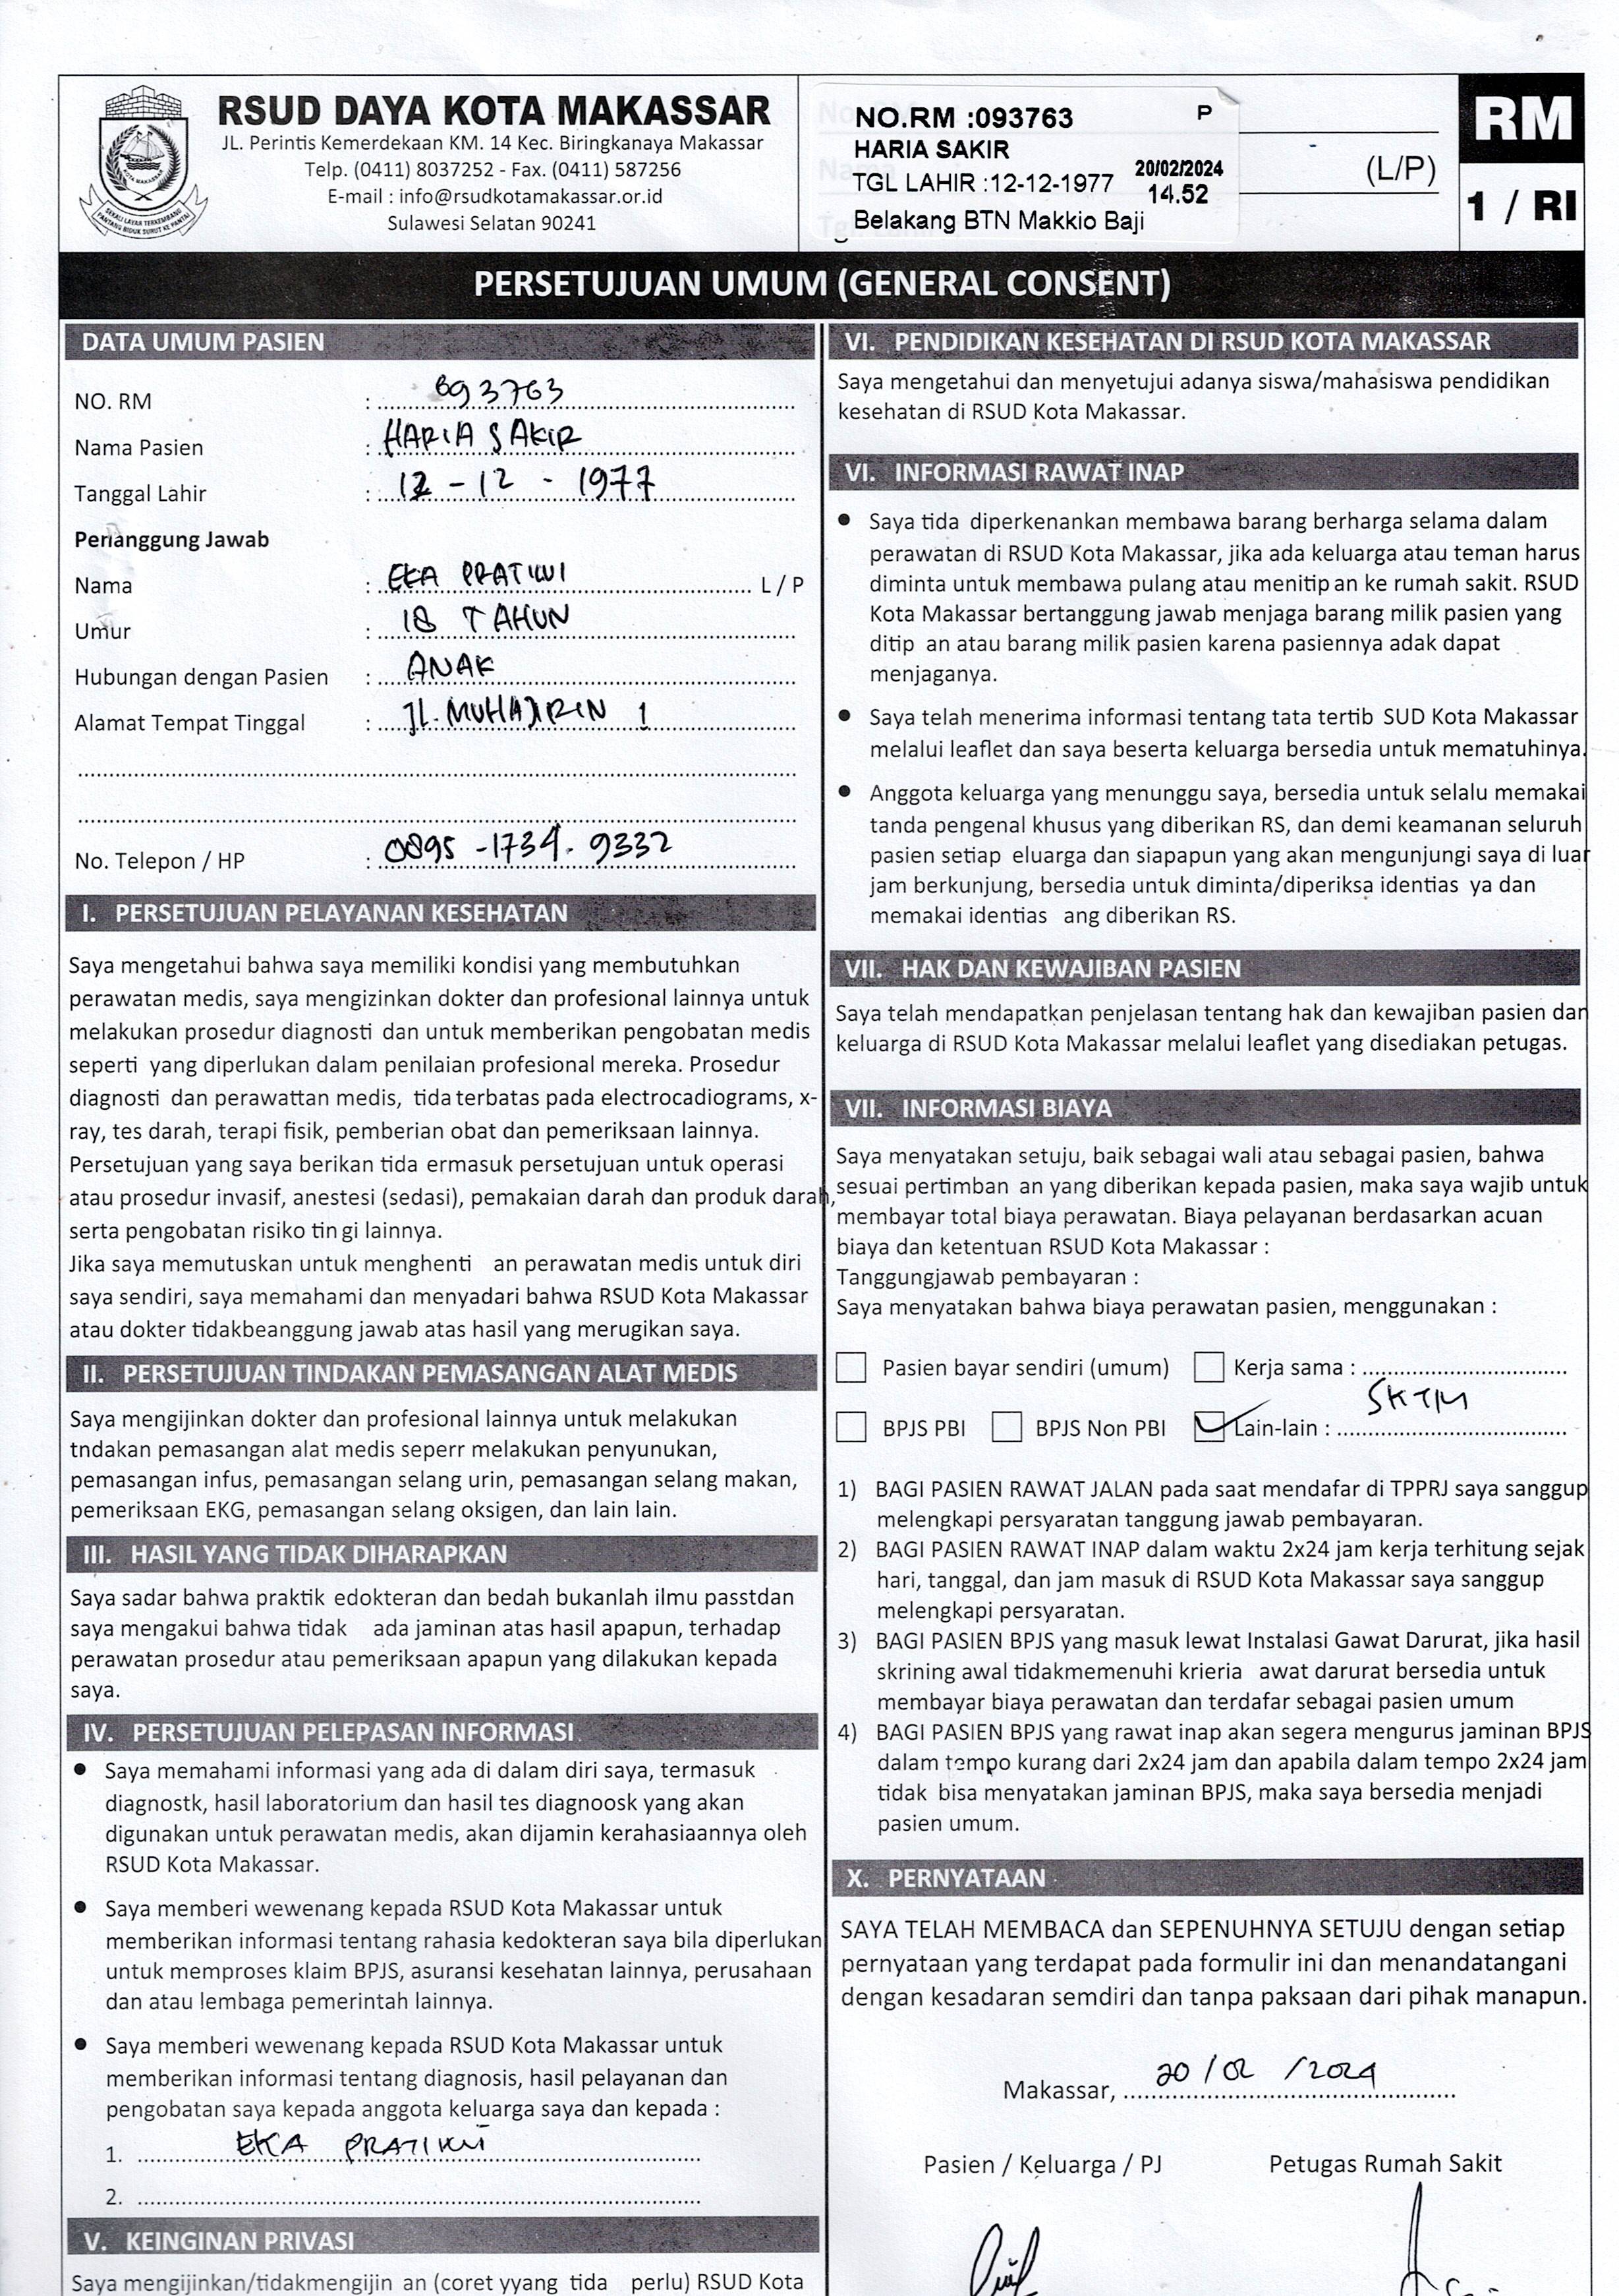 RSUD DAYA KOTA MAKASSAR
JL. Perintis Kemerdekaan KM. 14 Kec. Biringkanaya Makassar
Telp. (0411) 8037252 - Fax. (0411) 587256
E-mail : info@rsudkotamakassar.or.id
Sulawesi Selatan 90241
KOTA MAKASSAR
NO.RM :093763 P
HARIA SAKIR
TGL LAHIR :12-12-1977
20/02/2024
14.52
Belakang BTN Makkio Baji
(L/P)
RM
1 / RI
PERSETUJUAN UMUM (GENERAL CONSENT)
DATA UMUM PASIEN
NO. RM : 093763
Nama Pasien : HARIA SAKIR
Tanggal Lahir : 12 - 12 - 1977
Penanggung Jawab
Nama : EKA PRATIWI L / P
Umur : 18 TAHUN
Hubungan dengan Pasien : ANAK
Alamat Tempat Tinggal : JL. MUHAJIRIN 1
No. Telepon / HP : 0895 -1734. 9332
I. PERSETUJUAN PELAYANAN KESEHATAN
Saya mengetahui bahwa saya memiliki kondisi yang membutuhkan
perawatan medis, saya mengizinkan dokter dan profesional lainnya untuk
melakukan prosedur diagnosti dan untuk memberikan pengobatan medis
seperti yang diperlukan dalam penilaian profesional mereka. Prosedur
diagnosti dan perawattan medis, tida terbatas pada electrocadiograms, x-
ray, tes darah, terapi fisik, pemberian obat dan pemeriksaan lainnya.
Persetujuan yang saya berikan tida ermasuk persetujuan untuk operasi
atau prosedur invasif, anestesi (sedasi), pemakaian darah dan produk darah,
serta pengobatan risiko tin gi lainnya.
Jika saya memutuskan untuk menghenti an perawatan medis untuk diri
saya sendiri, saya memahami dan menyadari bahwa RSUD Kota Makassar
atau dokter tidakbeanggung jawab atas hasil yang merugikan saya.
II. PERSETUJUAN TINDAKAN PEMASANGAN ALAT MEDIS
Saya mengijinkan dokter dan profesional lainnya untuk melakukan
tndakan pemasangan alat medis seperr melakukan penyunukan,
pemasangan infus, pemasangan selang urin, pemasangan selang makan,
pemeriksaan EKG, pemasangan selang oksigen, dan lain lain.
III. HASIL YANG TIDAK DIHARAPKAN
Saya sadar bahwa praktik edokteran dan bedah bukanlah ilmu passtdan
saya mengakui bahwa tidak ada jaminan atas hasil apapun, terhadap
perawatan prosedur atau pemeriksaan apapun yang dilakukan kepada
saya.
IV. PERSETUJUAN PELEPASAN INFORMASI
• Saya memahami informasi yang ada di dalam diri saya, termasuk
diagnostk, hasil laboratorium dan hasil tes diagnoosk yang akan
digunakan untuk perawatan medis, akan dijamin kerahasiaannya oleh
RSUD Kota Makassar.
• Saya memberi wewenang kepada RSUD Kota Makassar untuk
memberikan informasi tentang rahasia kedokteran saya bila diperlukan
untuk memproses klaim BPJS, asuransi kesehatan lainnya, perusahaan
dan atau lembaga pemerintah lainnya.
• Saya memberi wewenang kepada RSUD Kota Makassar untuk
memberikan informasi tentang diagnosis, hasil pelayanan dan
pengobatan saya kepada anggota keluarga saya dan kepada :
1. EKA PRATIWI
2.
V. KEINGINAN PRIVASI
Saya mengijinkan/tidakmengijin an (coret yyang tida perlu) RSUD Kota
VI. PENDIDIKAN KESEHATAN DI RSUD KOTA MAKASSAR
Saya mengetahui dan menyetujui adanya siswa/mahasiswa pendidikan
kesehatan di RSUD Kota Makassar.
VI. INFORMASI RAWAT INAP
• Saya tida diperkenankan membawa barang berharga selama dalam
perawatan di RSUD Kota Makassar, jika ada keluarga atau teman harus
diminta untuk membawa pulang atau menitip an ke rumah sakit. RSUD
Kota Makassar bertanggung jawab menjaga barang milik pasien yang
ditip an atau barang milik pasien karena pasiennya adak dapat
menjaganya.
• Saya telah menerima informasi tentang tata tertib SUD Kota Makassar
melalui leaflet dan saya beserta keluarga bersedia untuk mematuhinya.
• Anggota keluarga yang menunggu saya, bersedia untuk selalu memakai
tanda pengenal khusus yang diberikan RS, dan demi keamanan seluruh
pasien setiap eluarga dan siapapun yang akan mengunjungi saya di luar
jam berkunjung, bersedia untuk diminta/diperiksa identias ya dan
memakai identias ang diberikan RS.
VII. HAK DAN KEWAJIBAN PASIEN
Saya telah mendapatkan penjelasan tentang hak dan kewajiban pasien dan
keluarga di RSUD Kota Makassar melalui leaflet yang disediakan petugas.
VII. INFORMASI BIAYA
Saya menyatakan setuju, baik sebagai wali atau sebagai pasien, bahwa
sesuai pertimban an yang diberikan kepada pasien, maka saya wajib untuk
membayar total biaya perawatan. Biaya pelayanan berdasarkan acuan
biaya dan ketentuan RSUD Kota Makassar :
Tanggungjawab pembayaran :
Saya menyatakan bahwa biaya perawatan pasien, menggunakan :
Pasien bayar sendiri (umum) Kerja sama :
BPJS PBI BPJS Non PBI Lain-lain : SKTM
1) BAGI PASIEN RAWAT JALAN pada saat mendafar di TPPRJ saya sanggup
melengkapi persyaratan tanggung jawab pembayaran.
2) BAGI PASIEN RAWAT INAP dalam waktu 2x24 jam kerja terhitung sejak
hari, tanggal, dan jam masuk di RSUD Kota Makassar saya sanggup
melengkapi persyaratan.
3) BAGI PASIEN BPJS yang masuk lewat Instalasi Gawat Darurat, jika hasil
skrining awal tidakmemenuhi krieria awat darurat bersedia untuk
membayar biaya perawatan dan terdafar sebagai pasien umum
4) BAGI PASIEN BPJS yang rawat inap akan segera mengurus jaminan BPJS
dalam tempo kurang dari 2x24 jam dan apabila dalam tempo 2x24 jam
tidak bisa menyatakan jaminan BPJS, maka saya bersedia menjadi
pasien umum.
X. PERNYATAAN
SAYA TELAH MEMBACA dan SEPENUHNYA SETUJU dengan setiap
pernyataan yang terdapat pada formulir ini dan menandatangani
dengan kesadaran semdiri dan tanpa paksaan dari pihak manapun.
Makassar, 20 / 02 / 2024
Pasien / Keluarga / PJ Petugas Rumah Sakit